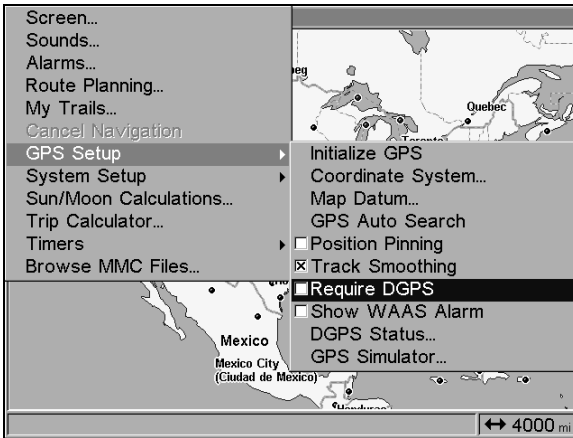 Screen...
Sounds...
Alarms...
Route Planning...
My Trails...
Cancel Navigation
GPS Setup
System Setup
Sun/Moon Calculations...
Trip Calculator...
Timers
Browse MMC Files...
Initialize GPS
Coordinate System...
Map Datum...
GPS Auto Search
Position Pinning
Track Smoothing
Require DGPS
Show WAAS Alarm
DGPS Status...
GPS Simulator...
Quebec
Toronto
Mexico
Mexico City
(Ciudad de Mexico)
4000 mi